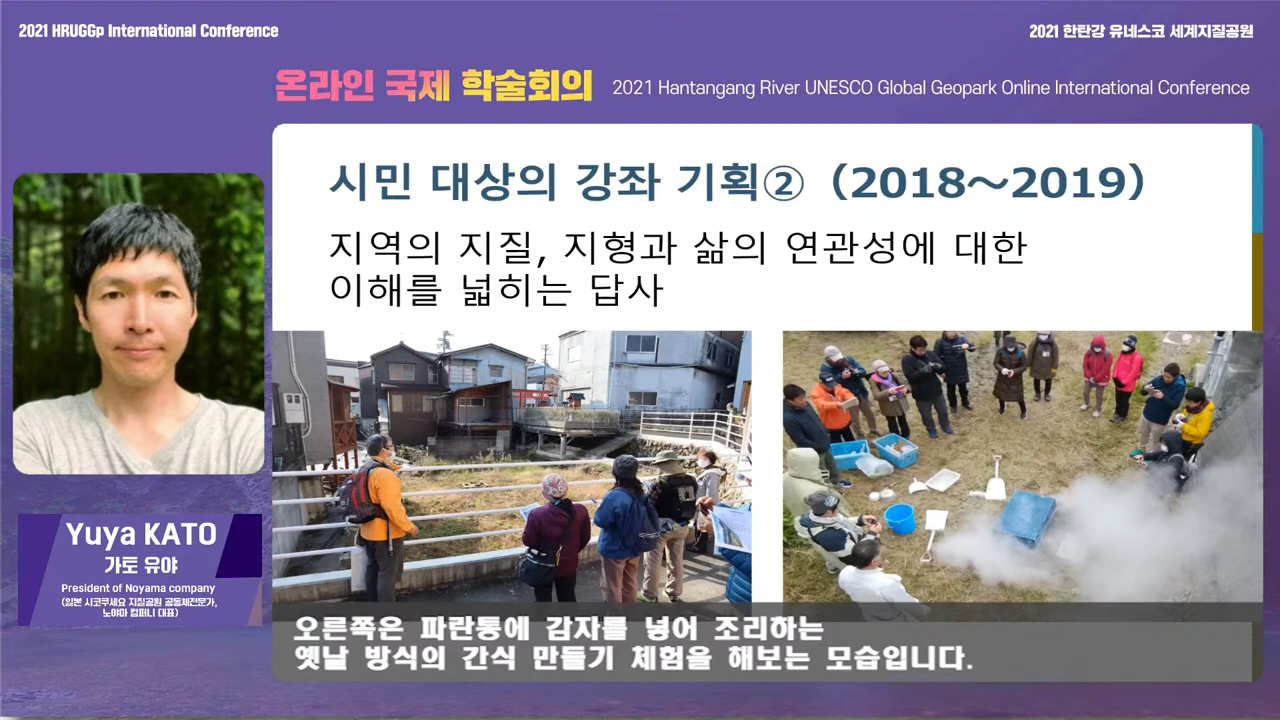 2021 HRUGGp International Conference
2021 한탄강 유네스코 세계지질공원
온라인 국제 학술회의 2021 Hantangang River UNESCO Global Geopark Online International Conference
시민 대상의 강좌 기획②（2018～2019）
지역의 지질, 지형과 삶의 연관성에 대한
이해를 넓히는 답사
Yuya KATO
가토 유야
President of Noyama company
(일본 시코쿠세요 지질공원 공동체전문가,
노야마 컴퍼니 대표)
오른쪽은 파란통에 감자를 넣어 조리하는
옛날 방식의 간식 만들기 체험을 해보는 모습입니다.